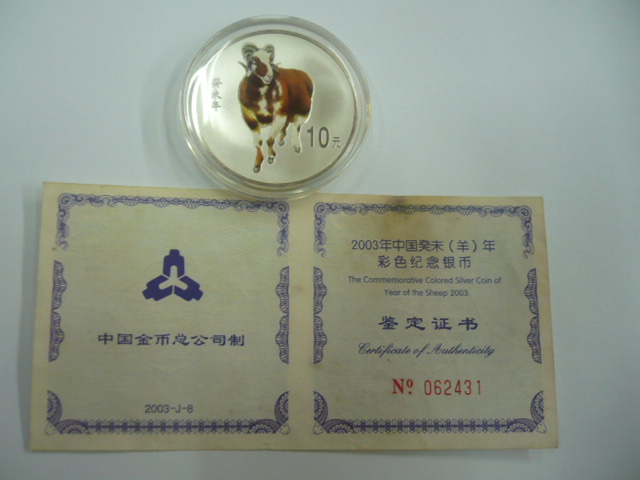 癸未年
10元
中国金币总公司制
2003-J-8
2003年中国癸未（羊）年
彩色纪念银币
The Commemorative Colored Silver Coin of
Year of the Sheep 2003
鉴定证书
Certificate of Authenticity
Nº 062431